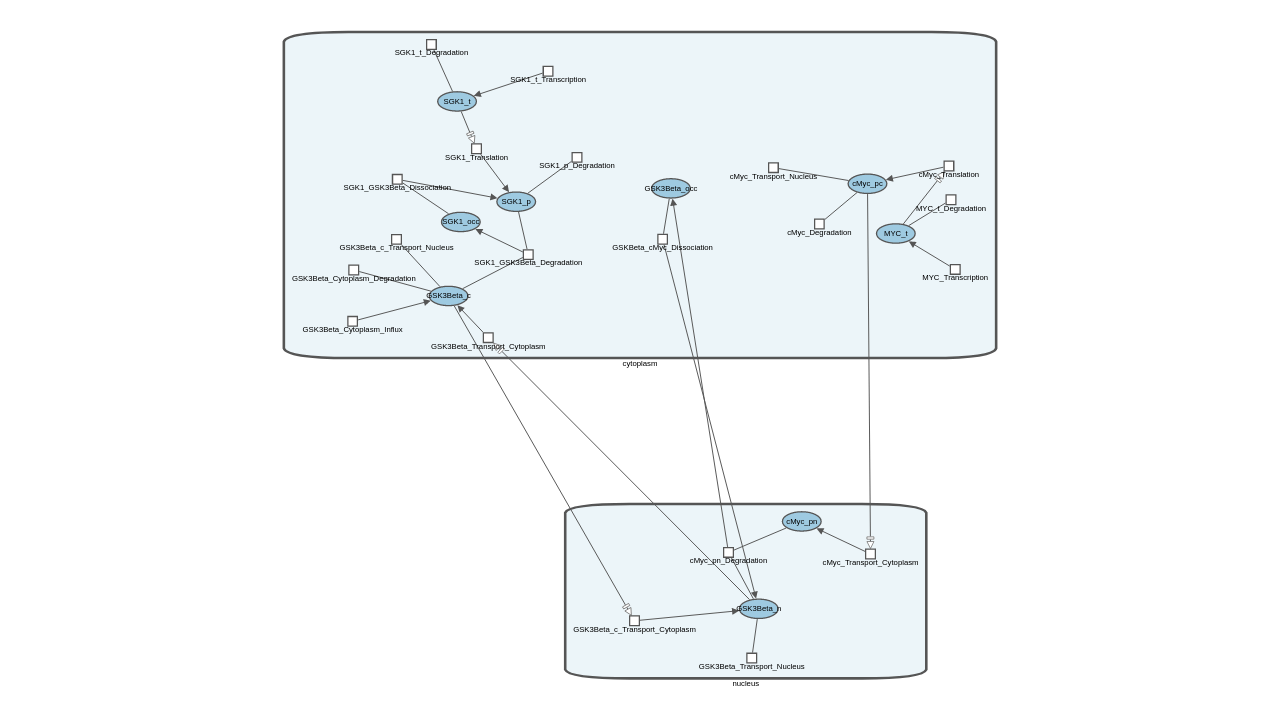 SGK1_t_Degradation
SGK1_t_Transcription
SGK1_t
SGK1_Translation
SGK1_p_Degradation
SGK1_GSK3Beta_Dissociation
SGK1_p
SGK1_occ
GSK3Beta_c_Transport_Nucleus
SGK1_GSK3Beta_Degradation
GSK3Beta_Cytoplasm_Degradation
GSK3Beta_c
GSK3Beta_Cytoplasm_Influx
GSK3Beta_Transport_Cytoplasm
GSK3Beta_occ
GSKBeta_cMyc_Dissociation
cMyc_Transport_Nucleus
cMyc_pc
cMyc_Translation
MYC_t_Degradation
cMyc_Degradation
MYC_t
MYC_Transcription
cytoplasm
cMyc_pn
cMyc_pn_Degradation
cMyc_Transport_Cytoplasm
GSK3Beta_n
GSK3Beta_c_Transport_Cytoplasm
GSK3Beta_Transport_Nucleus
nucleus